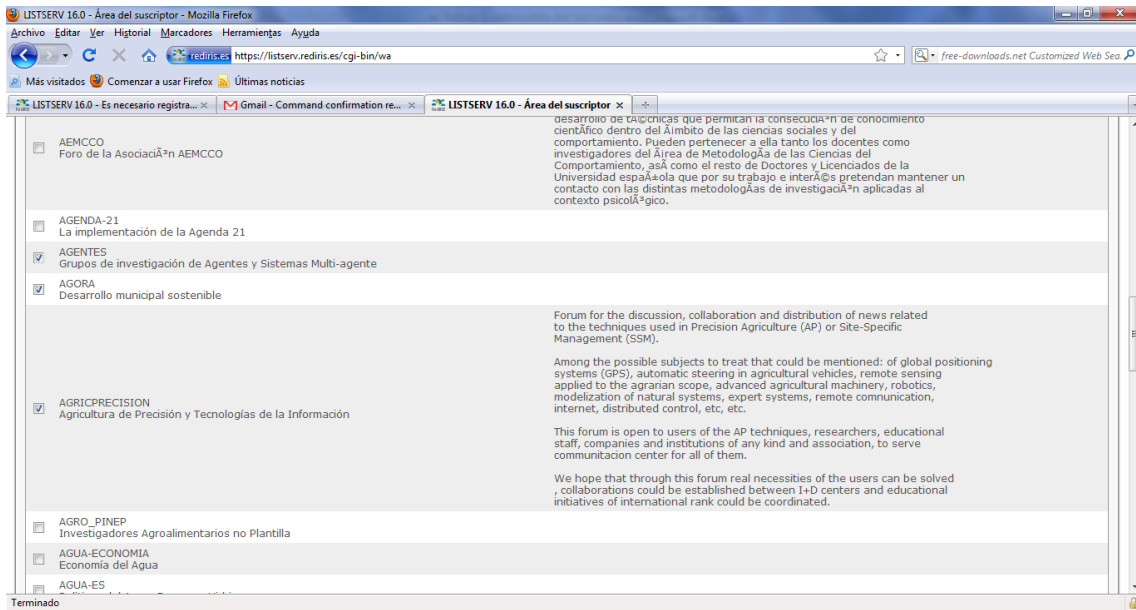 LISTSERV 16.0 - Área del suscriptor - Mozilla Firefox
Archivo Editar Ver Historial Marcadores Herramientas Ayuda
rediris.es https://listserv.rediris.es/cgi-bin/wa
free-downloads.net Customized Web Sea
Más visitados Comenzar a usar Firefox Últimas noticias
LISTSERV 16.0 - Es necesario registra... Gmail - Command confirmation re... LISTSERV 16.0 - Área del suscriptor
desarrollo de tÃ©chicas que permitan la consecuciÃ³n de conocimiento
cientÃfico dentro del Ãimbito de las ciencias sociales y del
comportamiento. Pueden pertenecer a ella tanto los docentes como
investigadores del Ãirea de MetodologÃa de las Ciencias del
Comportamiento, asÃ como el resto de Doctores y Licenciados de la
Universidad espaÃ±ola que por su trabajo e interÃ©s pretendan mantener un
contacto con las distintas metodologÃas de investigaciÃ³n aplicadas al
contexto psicolÃ³gico.
AEMCCO
Foro de la AsociaciÃ³n AEMCCO
AGENDA-21
La implementación de la Agenda 21
AGENTES
Grupos de investigación de Agentes y Sistemas Multi-agente
AGORA
Desarrollo municipal sostenible
AGRICPRECISION
Agricultura de Precisión y Tecnologías de la Información
Forum for the discussion, collaboration and distribution of news related
to the techniques used in Precision Agriculture (AP) or Site-Specific
Management (SSM).
Among the possible subjects to treat that could be mentioned: of global positioning
systems (GPS), automatic steering in agricultural vehicles, remote sensing
applied to the agrarian scope, advanced agricultural machinery, robotics,
modelization of natural systems, expert systems, remote comnunication,
internet, distributed control, etc, etc.
This forum is open to users of the AP techniques, researchers, educational
staff, companies and institutions of any kind and association, to serve
communitacion center for all of them.
We hope that through this forum real necessities of the users can be solved
, collaborations could be established between I+D centers and educational
initiatives of international rank could be coordinated.
AGRO_PINEP
Investigadores Agroalimentarios no Plantilla
AGUA-ECONOMIA
Economía del Agua
AGUA-ES
Terminado